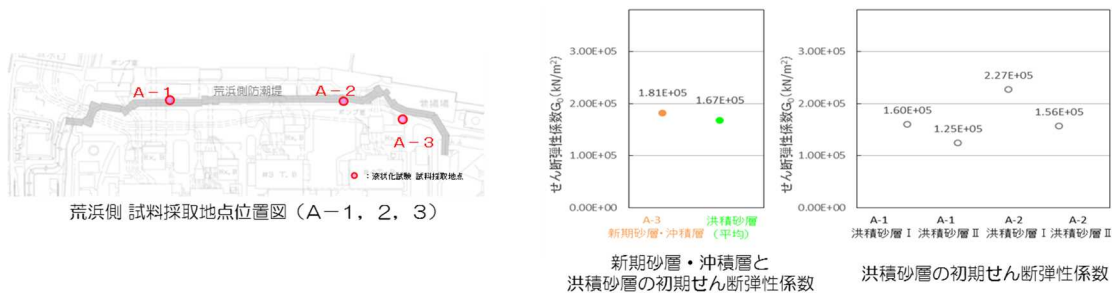 荒浜側防潮堤
A-1
A-2
A-3
：液状化試験 試料採取地点
荒浜側 試料採取地点位置図（A-1，2，3）
せん断弾性係数G₀(kN/m²)
3.00E+05
2.00E+05
1.00E+05
0.00E+00
1.81E+05
1.67E+05
A-3
新期砂層・沖積層
洪積砂層
（平均）
新期砂層・沖積層と
洪積砂層の初期せん断弾性係数
せん断弾性係数G₀(kN/m²)
3.00E+05
2.00E+05
1.00E+05
0.00E+00
1.60E+05
1.25E+05
2.27E+05
1.56E+05
A-1 A-1 A-2 A-2
洪積砂層Ⅰ 洪積砂層Ⅱ 洪積砂層Ⅰ 洪積砂層Ⅱ
洪積砂層の初期せん断弾性係数